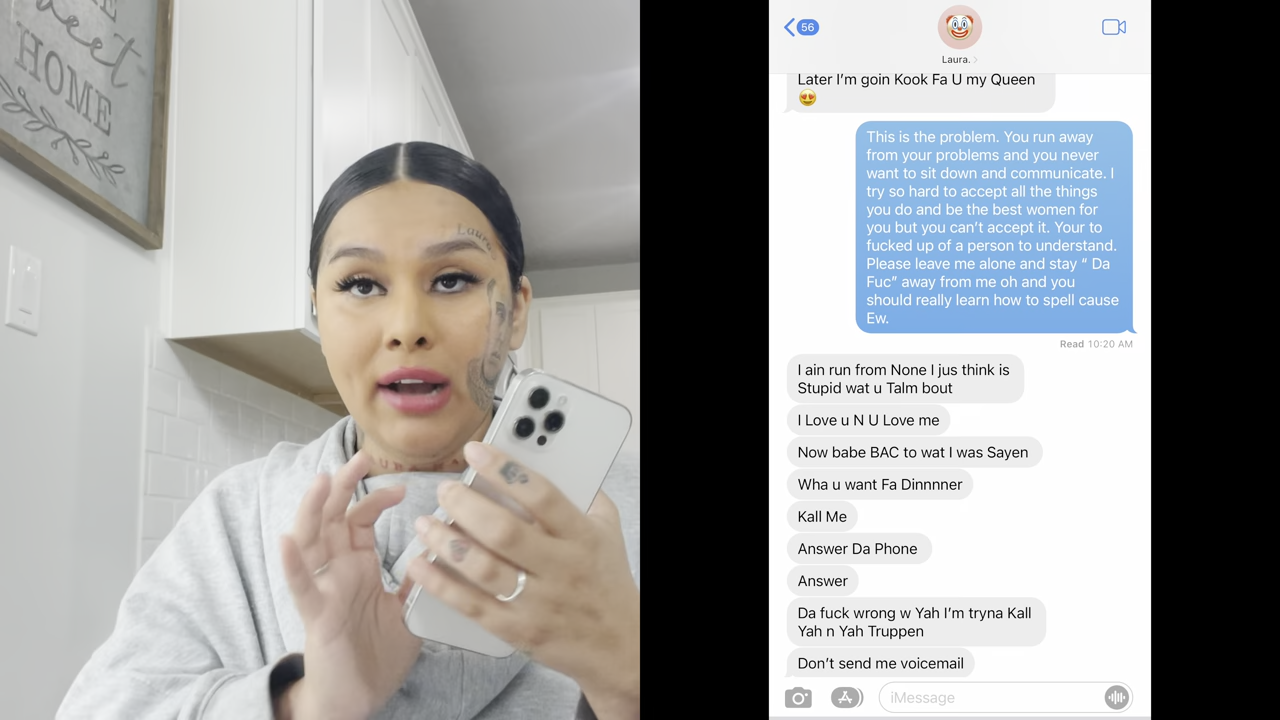 sweet
HOME
Laura
56
Laura.
Later I'm goin Kook Fa U my Queen
😍
This is the problem. You run away
from your problems and you never
want to sit down and communicate. I
try so hard to accept all the things
you do and be the best women for
you but you can't accept it. Your to
fucked up of a person to understand.
Please leave me alone and stay “ Da
Fuc” away from me oh and you
should really learn how to spell cause
Ew.
Read 10:20 AM
I ain run from None I jus think is
Stupid wat u Talm bout
I Love u N U Love me
Now babe BAC to wat I was Sayen
Wha u want Fa Dinnnner
Kall Me
Answer Da Phone
Answer
Da fuck wrong w Yah I'm tryna Kall
Yah n Yah Truppen
Don't send me voicemail
iMessage